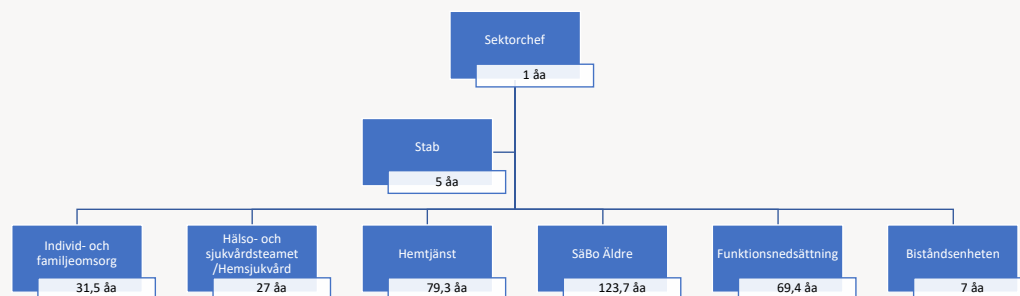 Sektorchef
1 åa
Stab
5 åa
Individ- och
familjeomsorg
31,5 åa
Hälso- och
sjukvårdsteamet
/Hemsjukvård
27 åa
Hemtjänst
79,3 åa
SäBo Äldre
123,7 åa
Funktionsnedsättning
69,4 åa
Biståndsenheten
7 åa